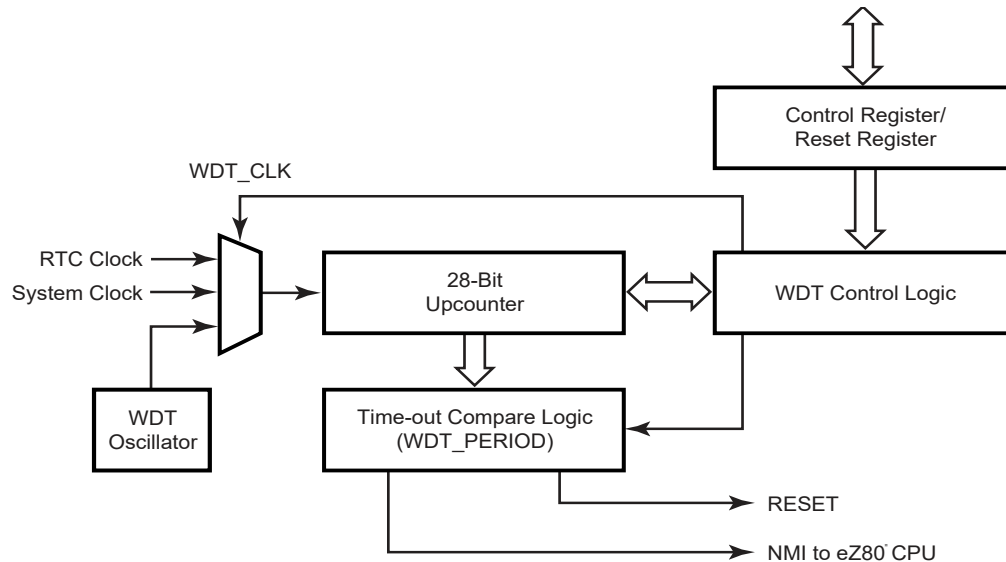 Control Register/
Reset Register
WDT_CLK
RTC Clock
System Clock
28-Bit
Upcounter
WDT Control Logic
WDT
Oscillator
Time-out Compare Logic
(WDT_PERIOD)
RESET
NMI to eZ80 CPU